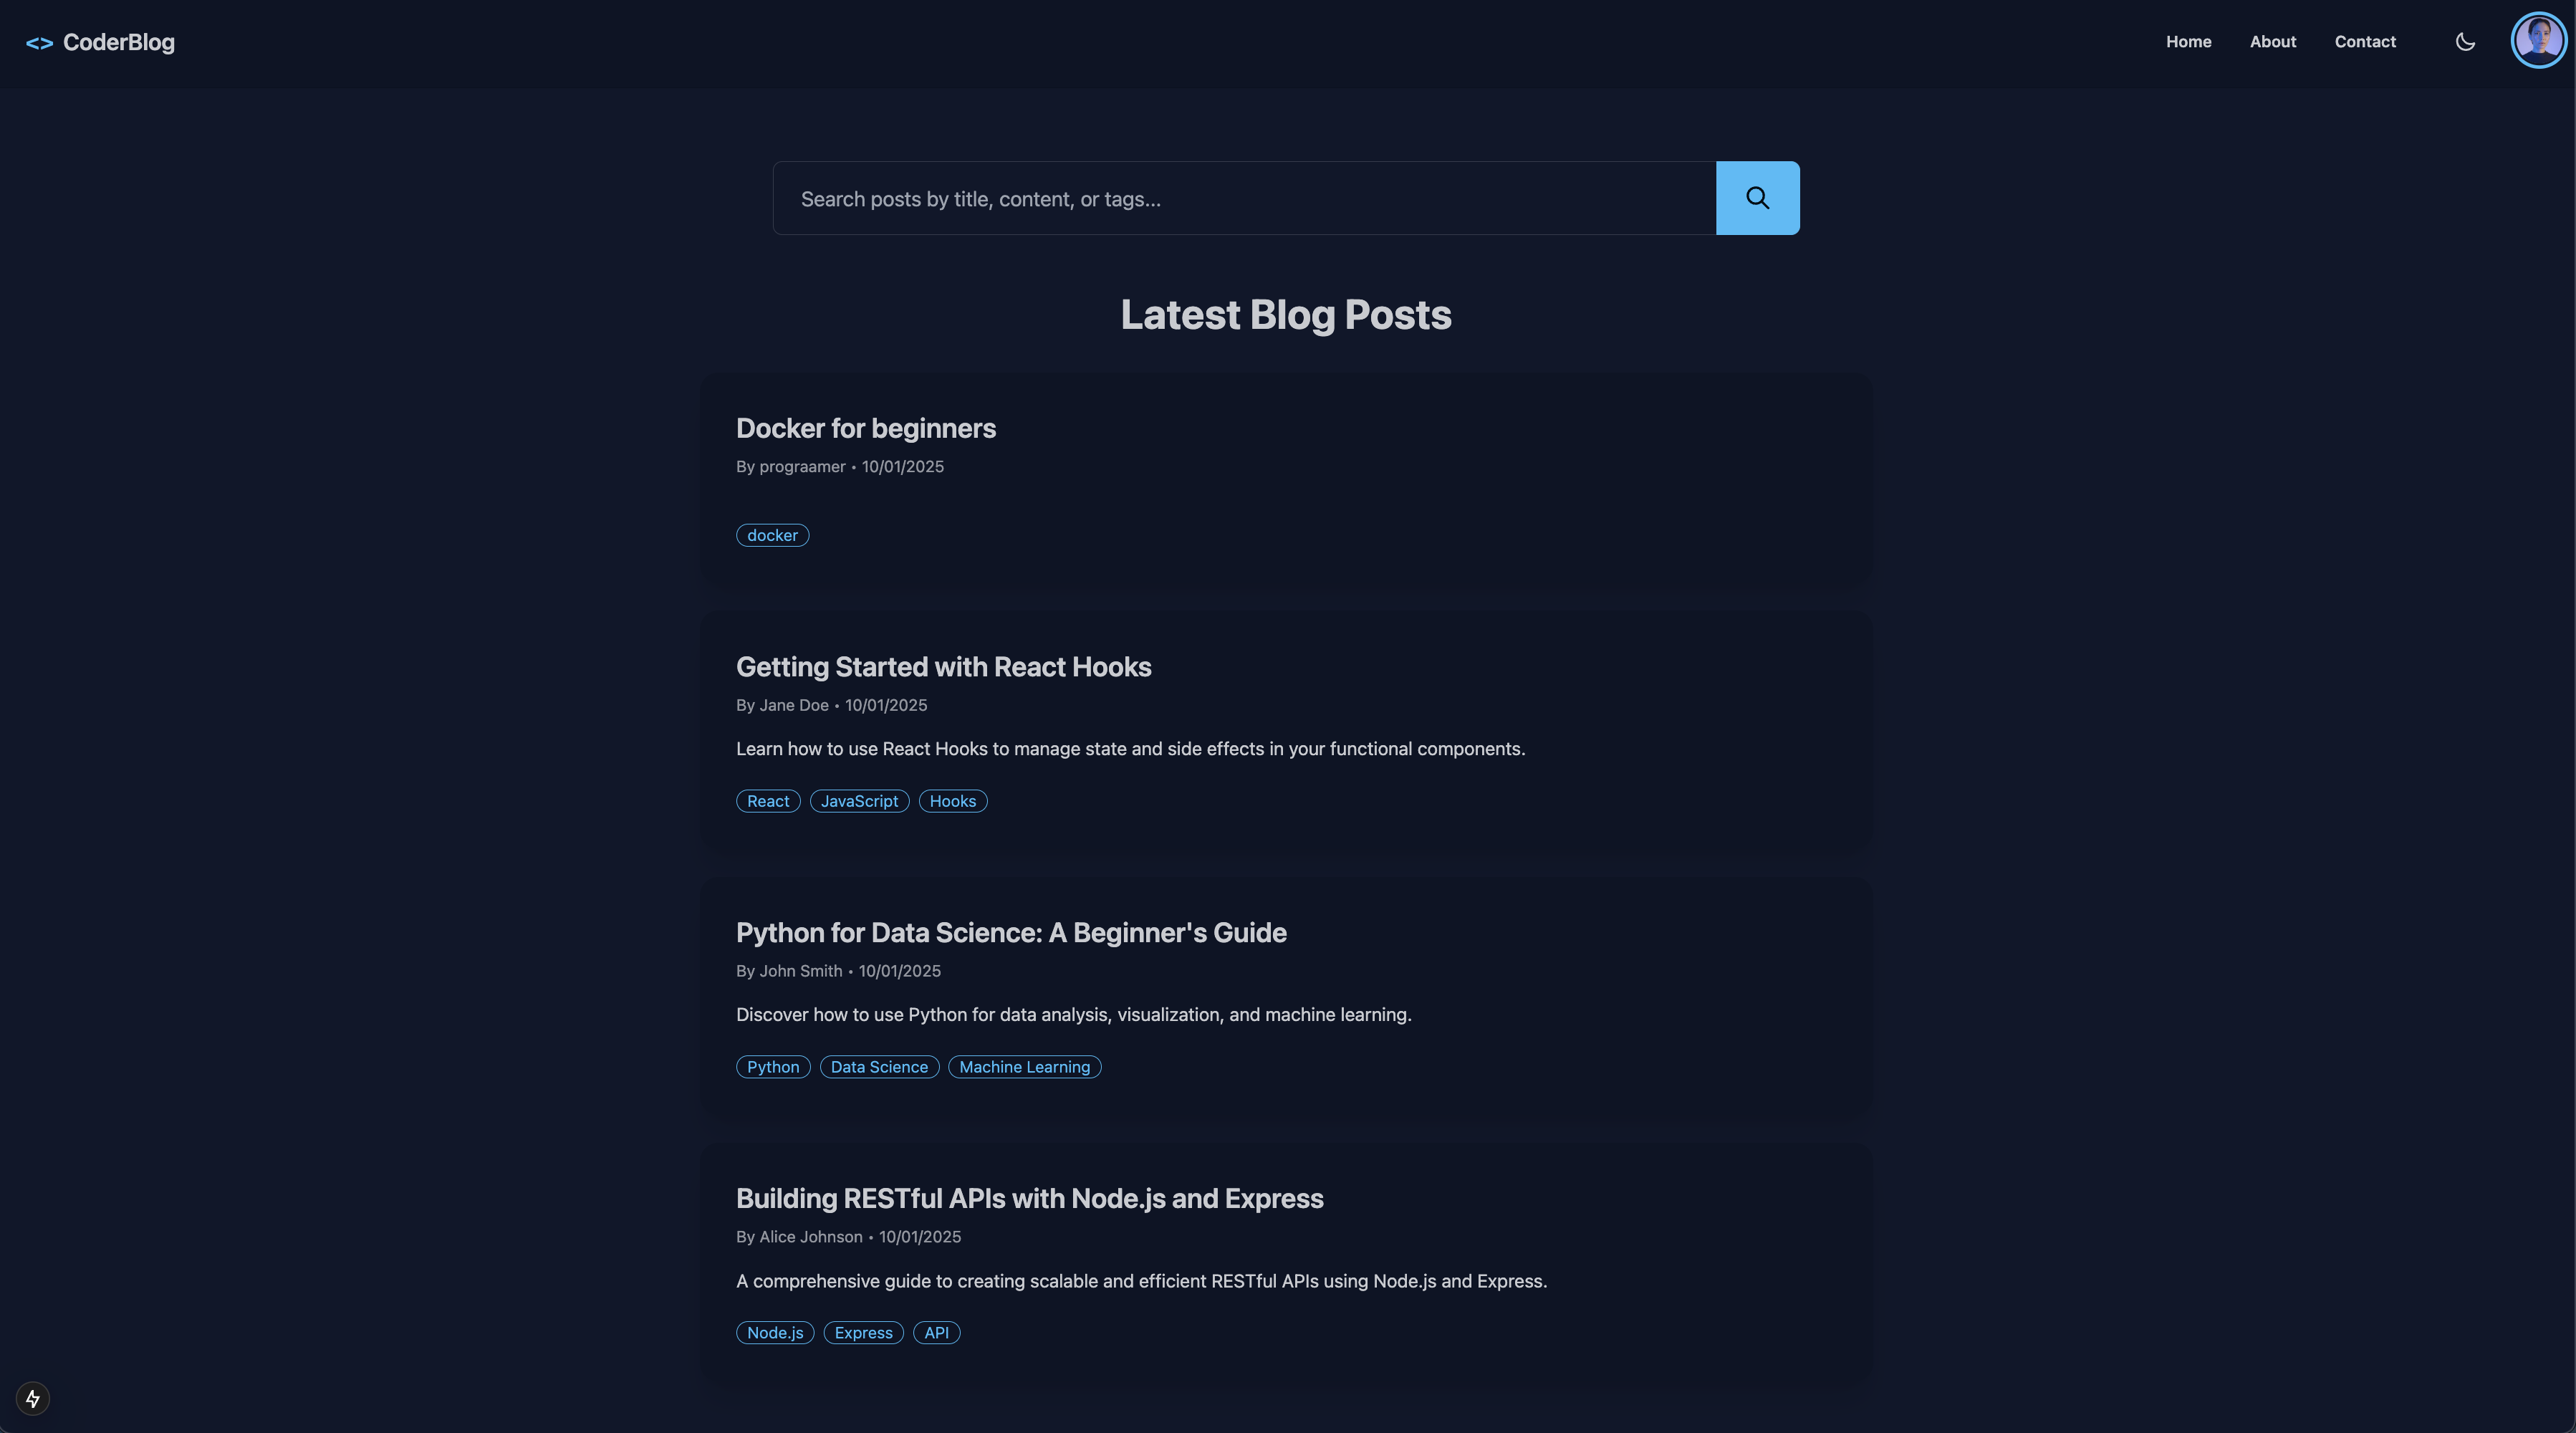 <> CoderBlog
Home About Contact
Search posts by title, content, or tags...
Latest Blog Posts
Docker for beginners
By prograamer • 10/01/2025
docker
Getting Started with React Hooks
By Jane Doe • 10/01/2025
Learn how to use React Hooks to manage state and side effects in your functional components.
React JavaScript Hooks
Python for Data Science: A Beginner's Guide
By John Smith • 10/01/2025
Discover how to use Python for data analysis, visualization, and machine learning.
Python Data Science Machine Learning
Building RESTful APIs with Node.js and Express
By Alice Johnson • 10/01/2025
A comprehensive guide to creating scalable and efficient RESTful APIs using Node.js and Express.
Node.js Express API